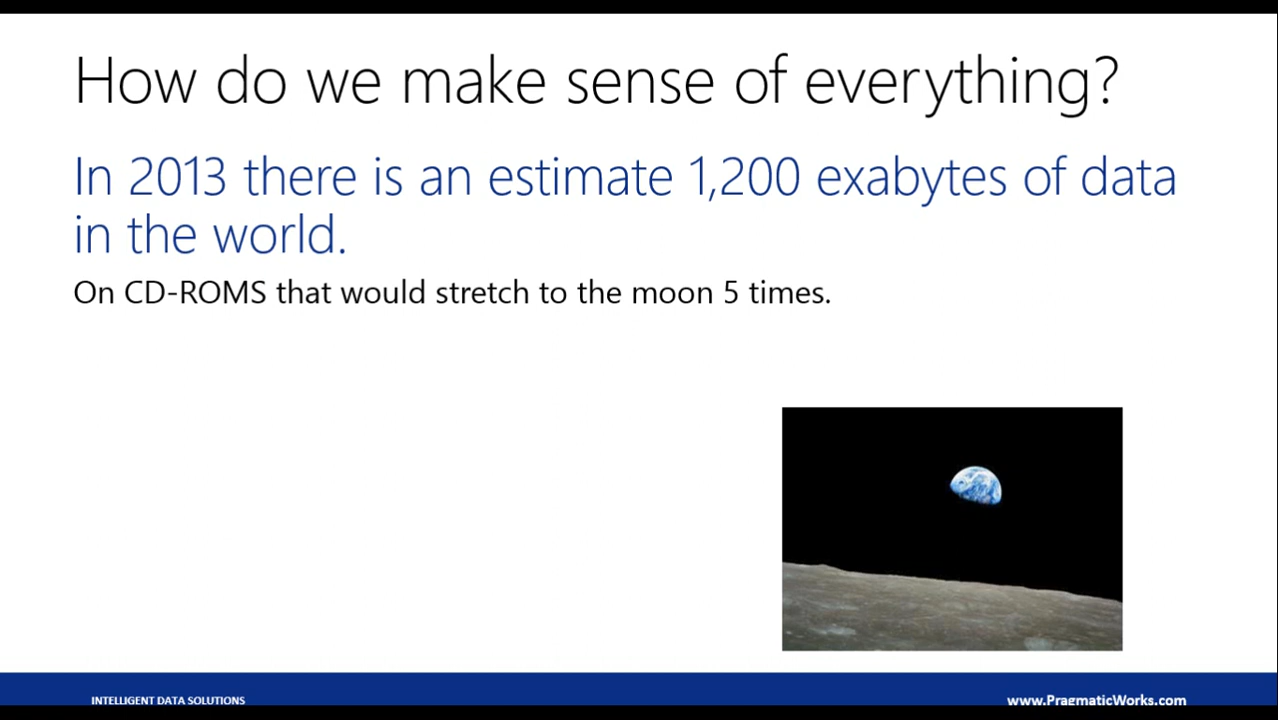 How do we make sense of everything?
In 2013 there is an estimate 1,200 exabytes of data
in the world.
On CD-ROMS that would stretch to the moon 5 times.
INTELLIGENT DATA SOLUTIONS
www.PragmaticWorks.com